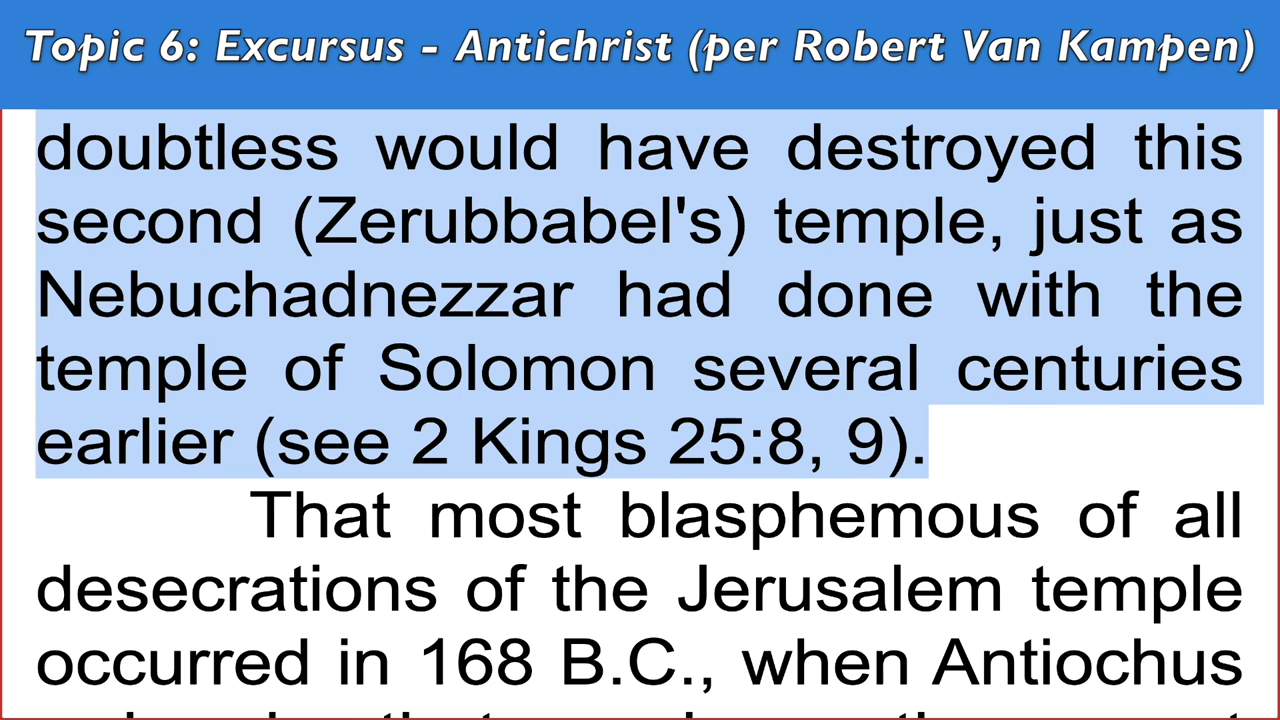 Topic 6: Excursus - Antichrist (per Robert Van Kampen)
doubtless would have destroyed this
second (Zerubbabel's) temple, just as
Nebuchadnezzar had done with the
temple of Solomon several centuries
earlier (see 2 Kings 25:8, 9).
That most blasphemous of all
desecrations of the Jerusalem temple
occurred in 168 B.C., when Antiochus